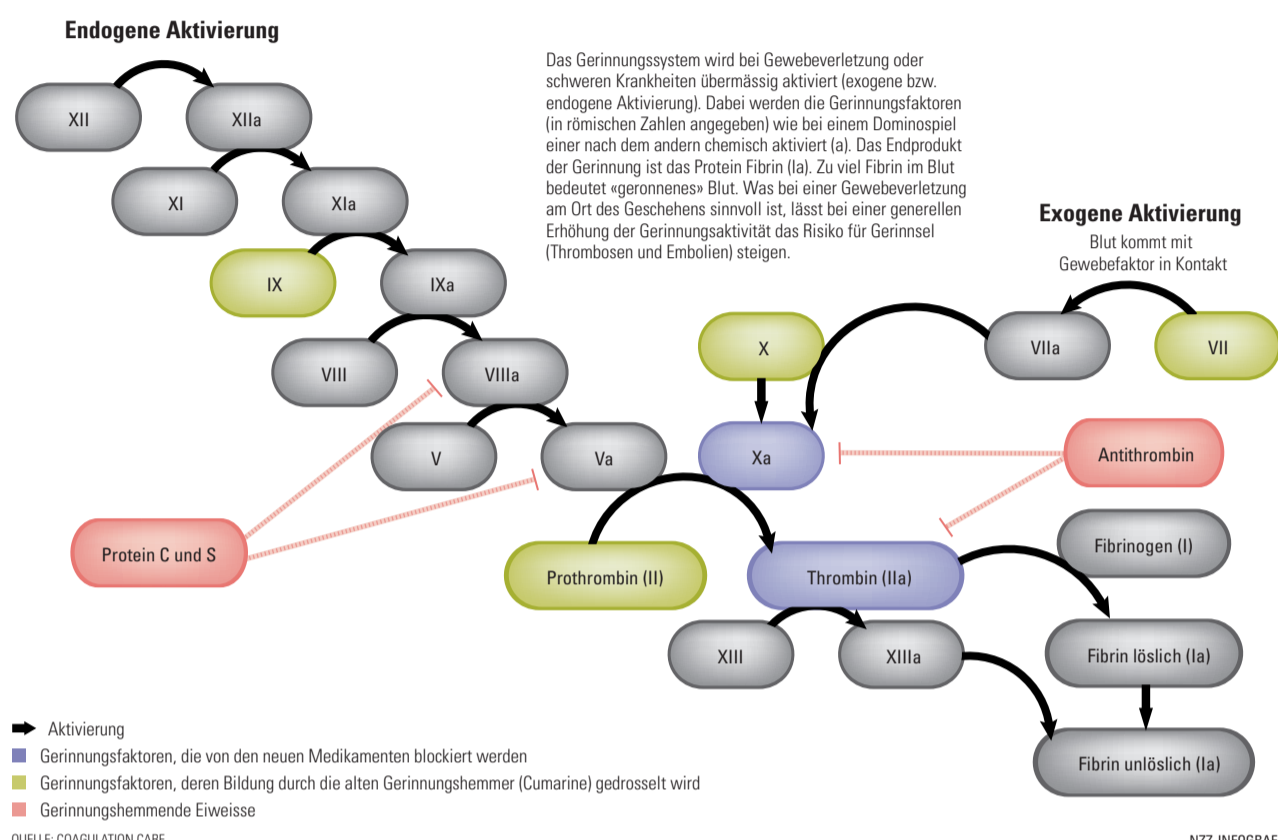 Endogene Aktivierung
XII
XIIa
XI
XIa
IX
IXa
VIII
VIIIa
V
Va
Protein C und S
Das Gerinnungssystem wird bei Gewebeverletzung oder
schweren Krankheiten übermässig aktiviert (exogene bzw.
endogene Aktivierung). Dabei werden die Gerinnungsfaktoren
(in römischen Zahlen angegeben) wie bei einem Dominospiel
einer nach dem andern chemisch aktiviert (a). Das Endprodukt
der Gerinnung ist das Protein Fibrin (Ia). Zu viel Fibrin im Blut
bedeutet «geronnenes» Blut. Was bei einer Gewebeverletzung
am Ort des Geschehens sinnvoll ist, lässt bei einer generellen
Erhöhung der Gerinnungsaktivität das Risiko für Gerinnsel
(Thrombosen und Embolien) steigen.
Exogene Aktivierung
Blut kommt mit
Gewebefaktor in Kontakt
X
VIIa
VII
Xa
Antithrombin
Prothrombin (II)
Thrombin (IIa)
Fibrinogen (I)
XIII
XIIIa
Fibrin löslich (Ia)
Fibrin unlöslich (Ia)
Aktivierung
Gerinnungsfaktoren, die von den neuen Medikamenten blockiert werden
Gerinnungsfaktoren, deren Bildung durch die alten Gerinnungshemmer (Cumarine) gedrosselt wird
Gerinnungshemmende Eiweisse
QUELLE: COAGULATION CARE
NZZ-INFOGRAF